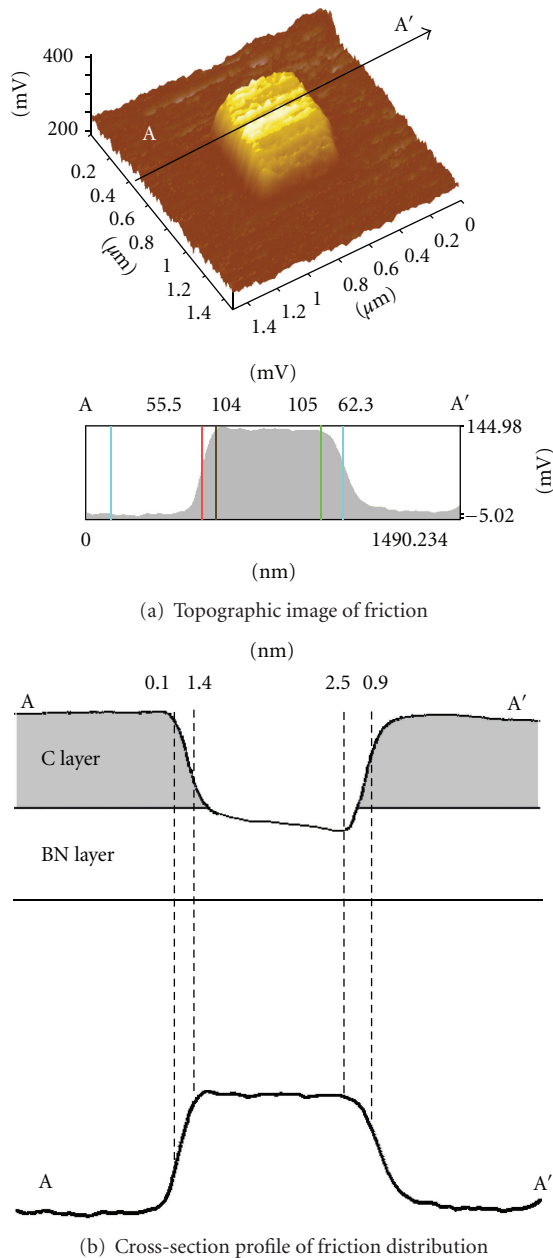 A′
400
300
200
(mV)
A
0.2
0.4
0.6
0.8
1
1.2
1.4
(μm)
0
0.2
0.4
0.6
0.8
1
1.2
1.4
(μm)
(mV)
A 55.5 104 105 62.3 A′
144.98
−5.02
(mV)
0 1490.234
(nm)
(a) Topographic image of friction
(nm)
0.1 1.4 2.5 0.9
A A′
C layer
BN layer
A A′
(b) Cross-section profile of friction distribution